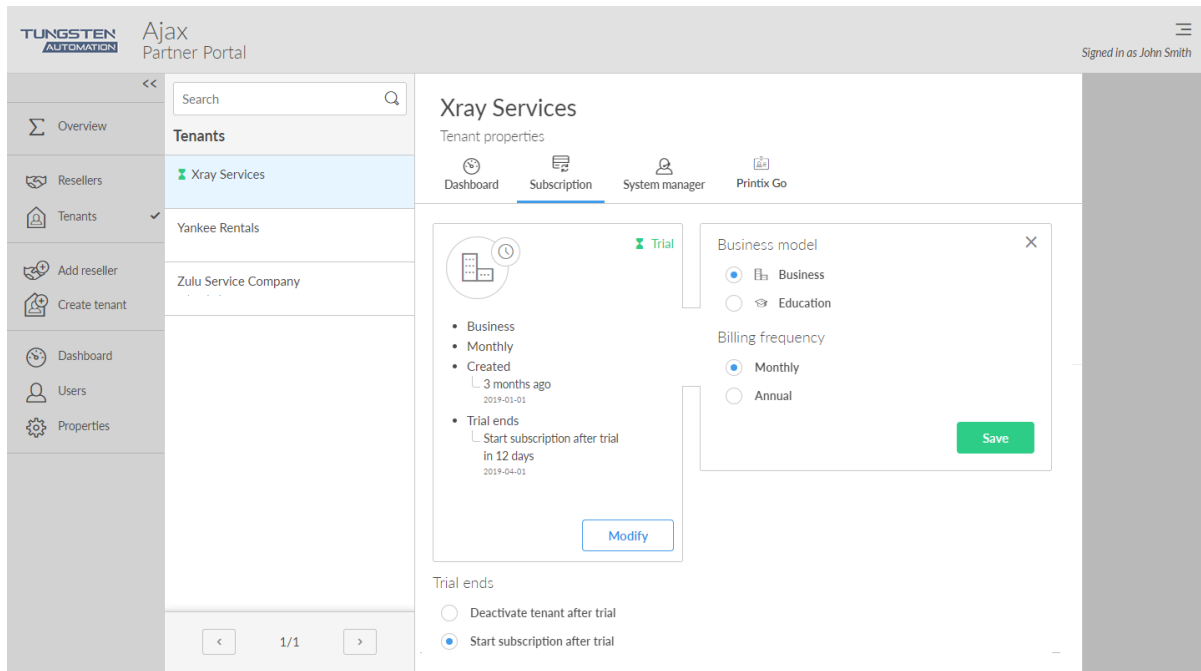 TUNGSTEN
AUTOMATION
Ajax
Partner Portal
Signed in as John Smith
<<
Overview
Resellers
Tenants
Add reseller
Create tenant
Dashboard
Users
Properties
Search
Tenants
Xray Services
Yankee Rentals
Zulu Service Company
1/1
Xray Services
Tenant properties
Dashboard
Subscription
System manager
Printix Go
Trial
• Business
• Monthly
• Created
3 months ago
2019-01-01
• Trial ends
Start subscription after trial
in 12 days
2019-04-01
Modify
Business model
Business
Education
Billing frequency
Monthly
Annual
Save
Trial ends
Deactivate tenant after trial
Start subscription after trial